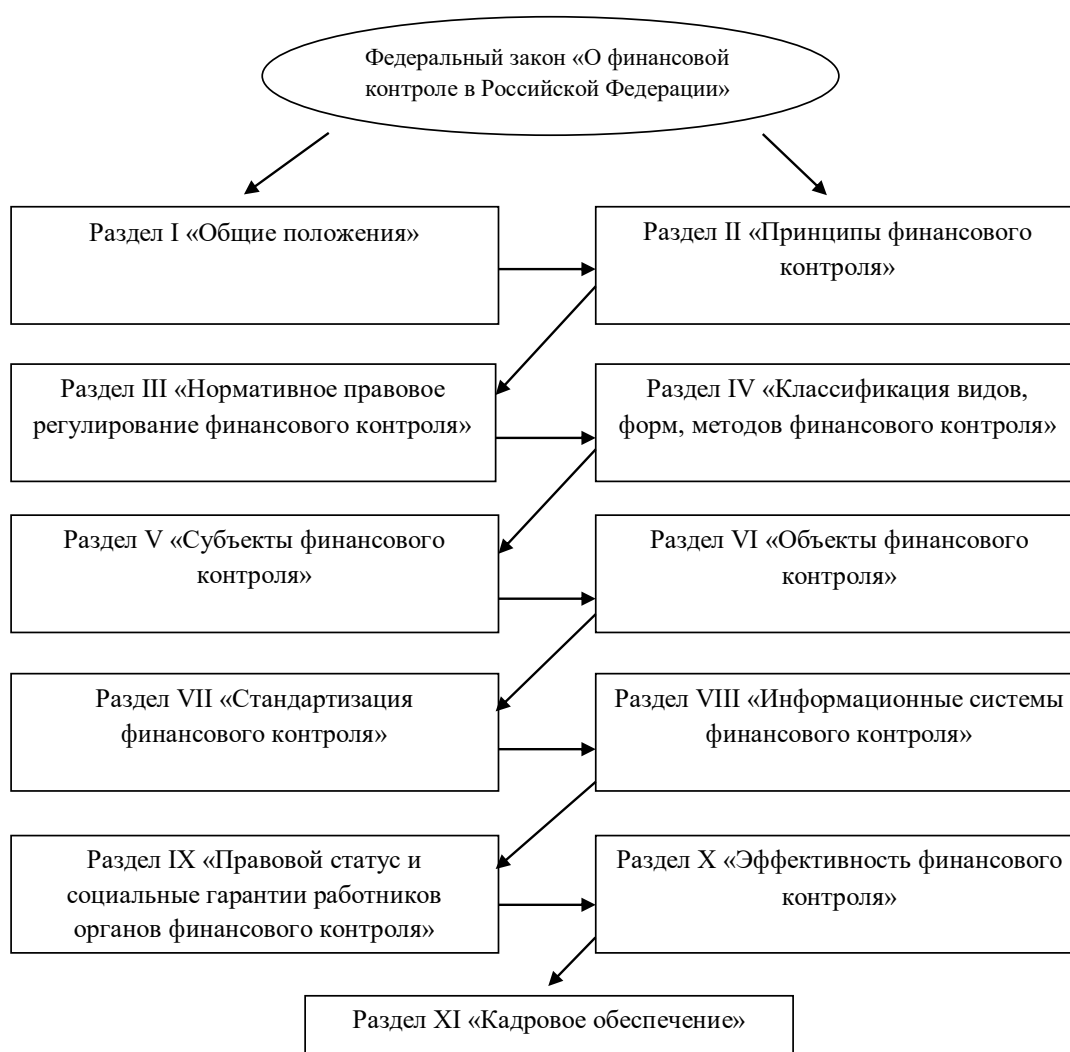 Федеральный закон «О финансовой
контроле в Российской Федерации»
Раздел I «Общие положения»
Раздел II «Принципы финансового
контроля»
Раздел III «Нормативное правовое
регулирование финансового контроля»
Раздел IV «Классификация видов,
форм, методов финансового контроля»
Раздел V «Субъекты финансового
контроля»
Раздел VI «Объекты финансового
контроля»
Раздел VII «Стандартизация
финансового контроля»
Раздел VIII «Информационные системы
финансового контроля»
Раздел IX «Правовой статус и
социальные гарантии работников
органов финансового контроля»
Раздел X «Эффективность финансового
контроля»
Раздел XI «Кадровое обеспечение»